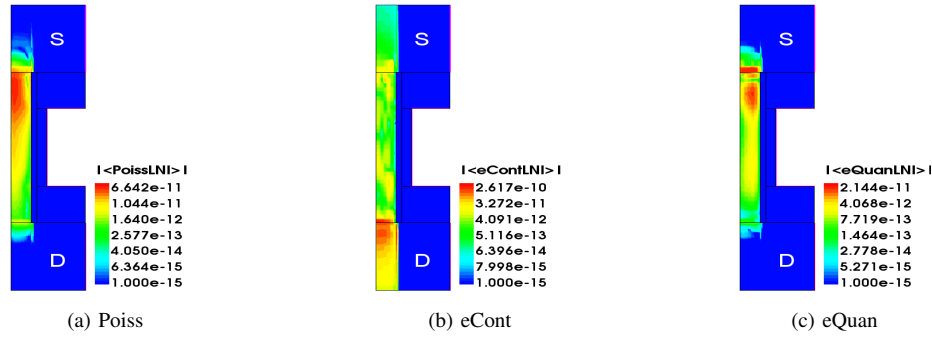 S
S
S
|<PoissLNI>|
6.642e-11
1.044e-11
1.640e-12
2.577e-13
4.050e-14
6.364e-15
1.000e-15
D
|<eContLNI>|
2.617e-10
3.272e-11
4.091e-12
5.116e-13
6.396e-14
7.998e-15
1.000e-15
D
|<eQuanLNI>|
2.144e-11
4.068e-12
7.719e-13
1.464e-13
2.778e-14
5.271e-15
1.000e-15
D
(a) Poiss
(b) eCont
(c) eQuan